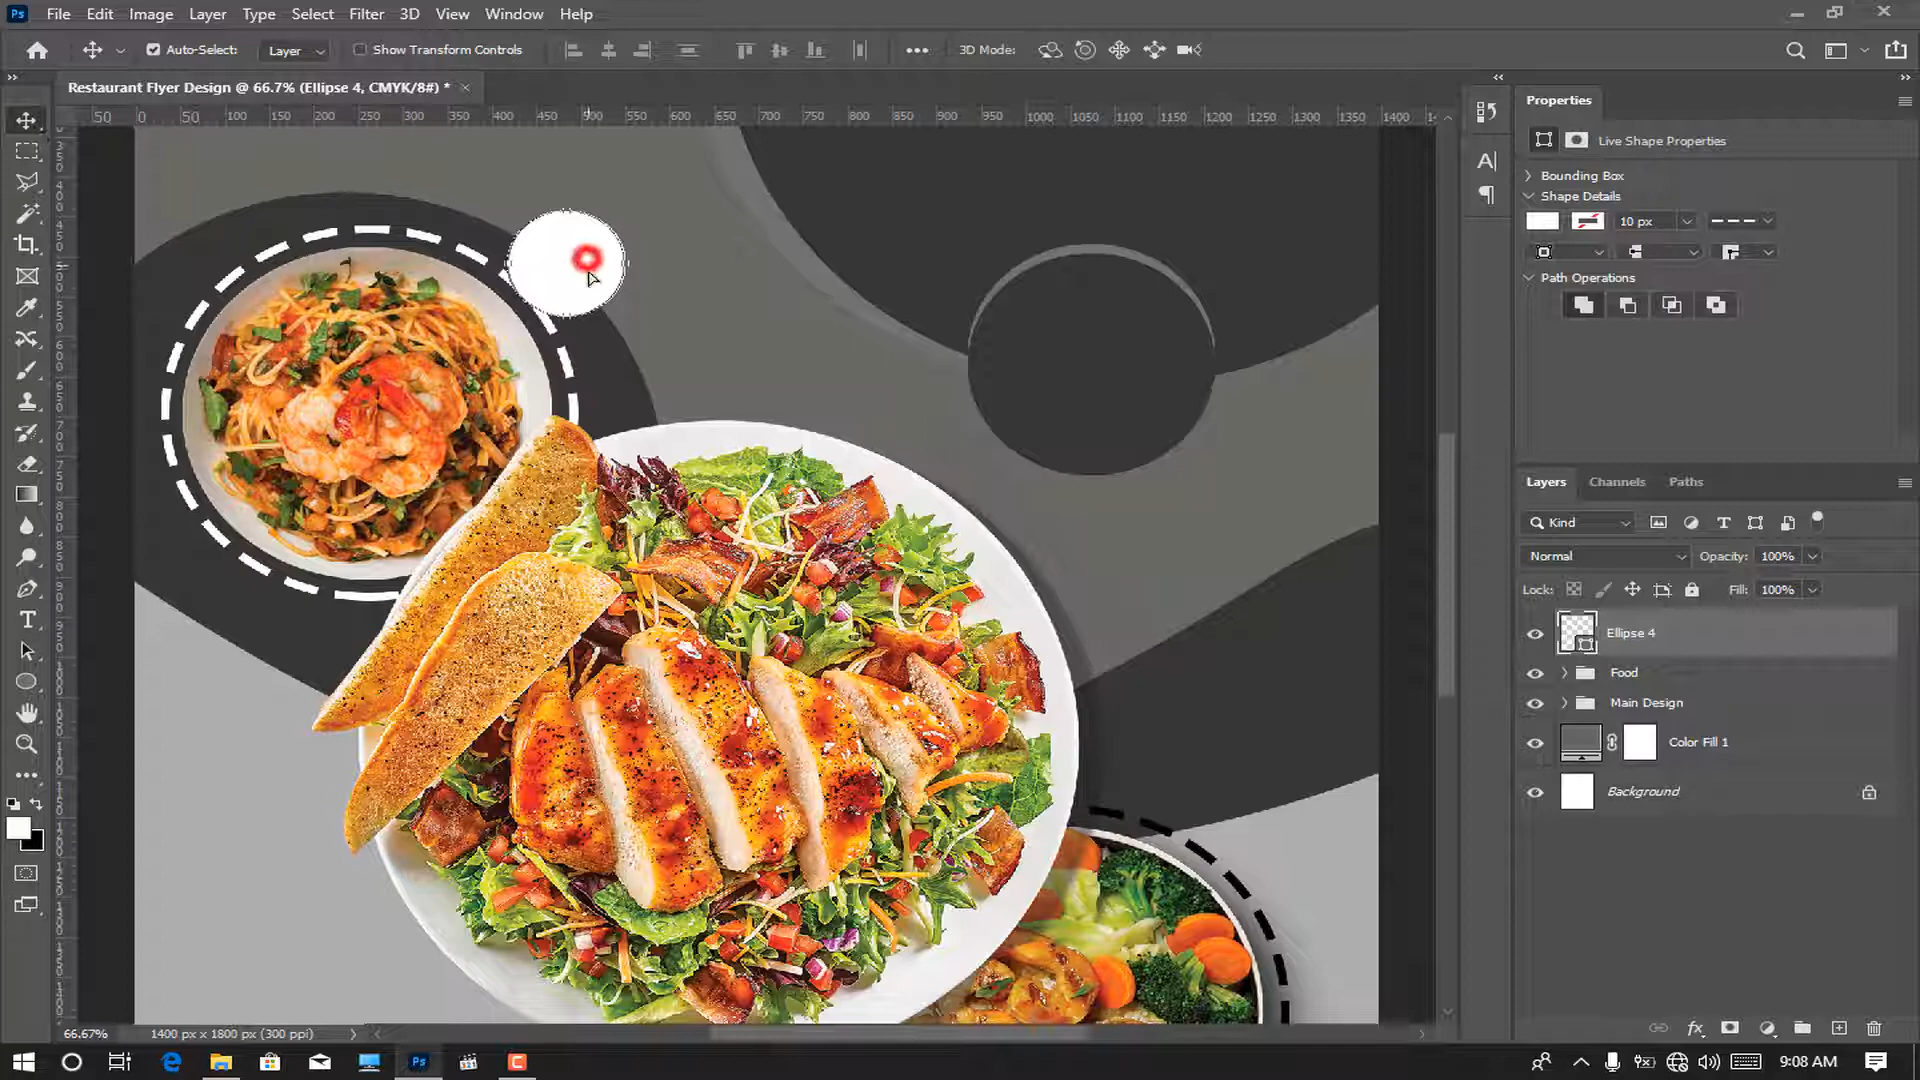 Ps File Edit Image Layer Type Select Filter 3D View Window Help
Auto-Select: Layer Show Transform Controls 3D Mode:
Restaurant Flyer Design @ 66.7% (Ellipse 4, CMYK/8#) *
50 0 50 100 150 200 250 300 350 400 450 500 550 600 650 700 750 800 850 900 950 1000 1050 1100 1150 1200 1250 1300 1350 1400
Properties
Live Shape Properties
Bounding Box
Shape Details
10 px
Path Operations
Layers Channels Paths
Kind
Normal Opacity: 100%
Lock: Fill: 100%
Ellipse 4
Food
Main Design
Color Fill 1
Background
66.67% 1400 px x 1800 px (300 ppi)
Ps 321 C 9:08 AM